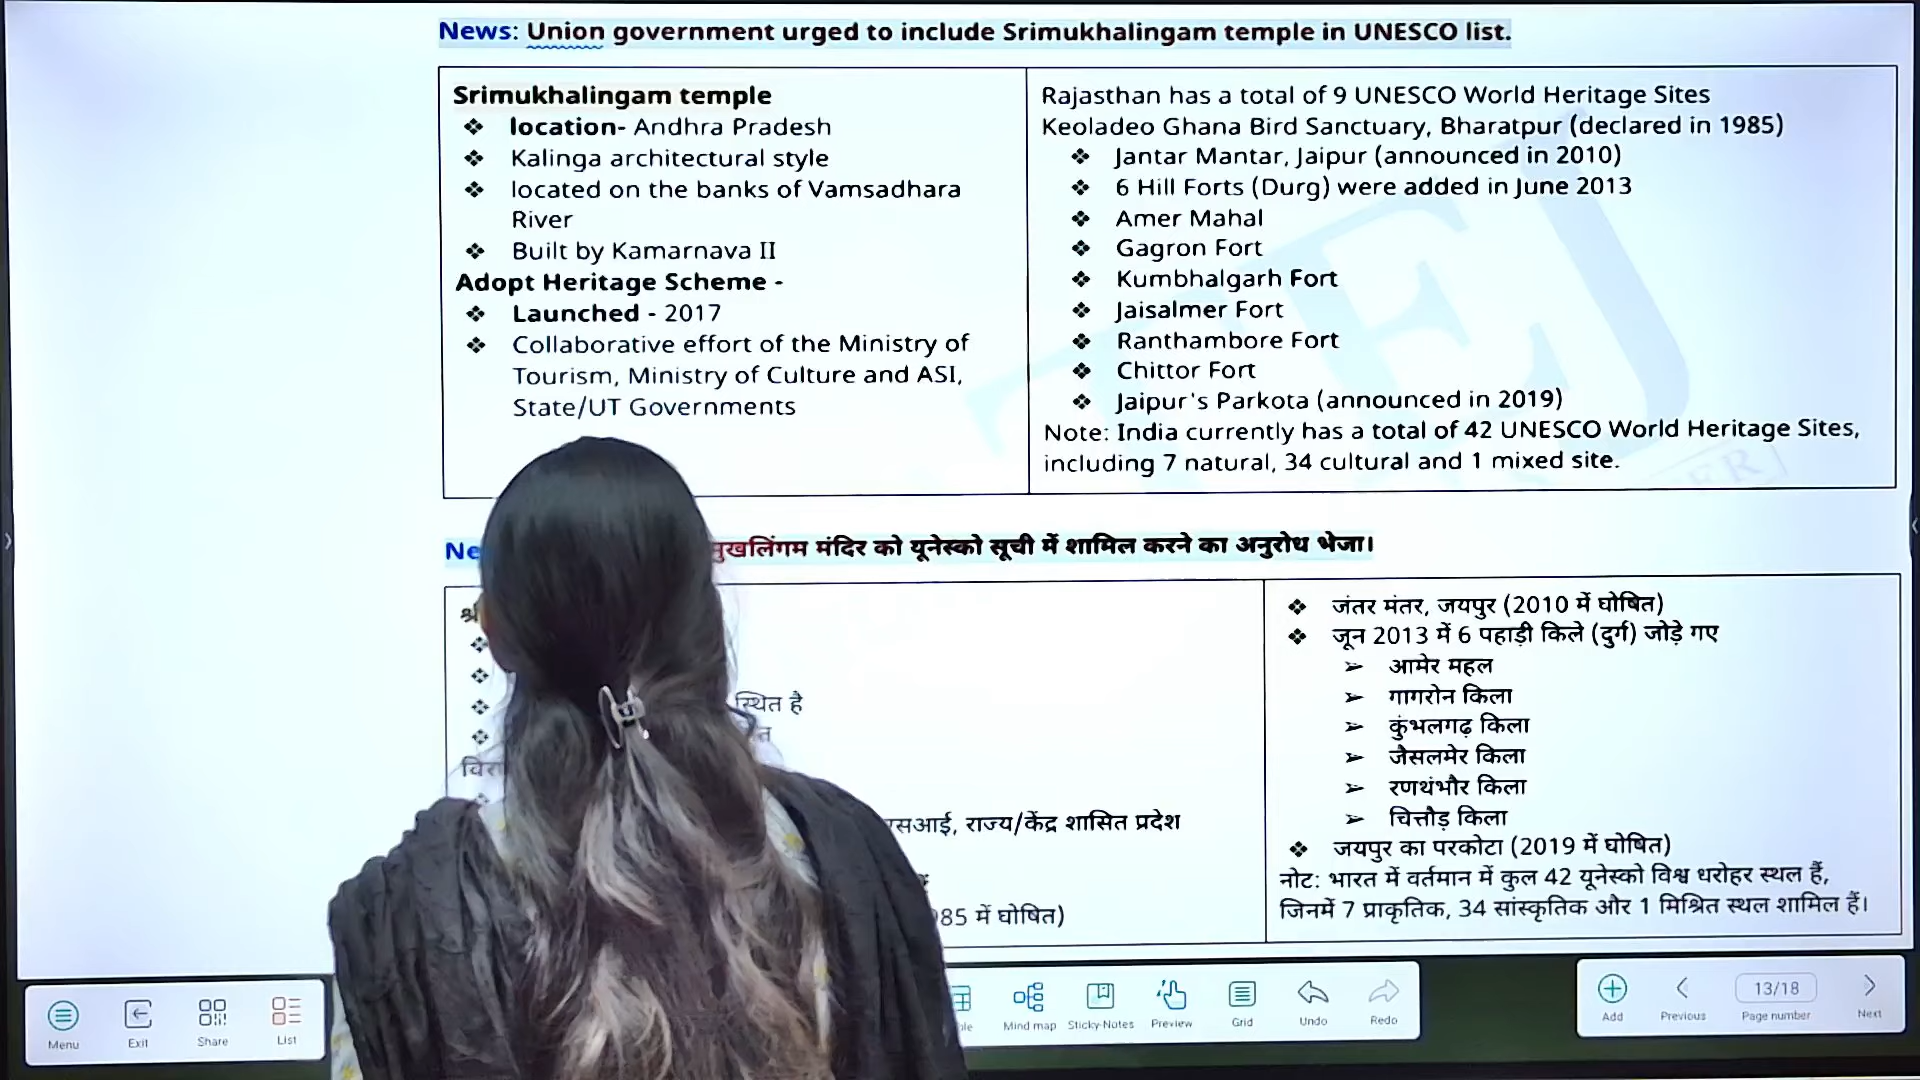 News: Union government urged to include Srimukhalingam temple in UNESCO list.
Srimukhalingam temple
❖ location- Andhra Pradesh
❖ Kalinga architectural style
❖ located on the banks of Vamsadhara
River
❖ Built by Kamarnava II
Adopt Heritage Scheme -
❖ Launched - 2017
❖ Collaborative effort of the Ministry of
Tourism, Ministry of Culture and ASI,
State/UT Governments
Rajasthan has a total of 9 UNESCO World Heritage Sites
Keoladeo Ghana Bird Sanctuary, Bharatpur (declared in 1985)
❖ Jantar Mantar, Jaipur (announced in 2010)
❖ 6 Hill Forts (Durg) were added in June 2013
❖ Amer Mahal
❖ Gagron Fort
❖ Kumbhalgarh Fort
❖ Jaisalmer Fort
❖ Ranthambore Fort
❖ Chittor Fort
❖ Jaipur's Parkota (announced in 2019)
Note: India currently has a total of 42 UNESCO World Heritage Sites,
including 7 natural, 34 cultural and 1 mixed site.
मंदिर को यूनेस्को सूची में शामिल करने का अनुरोध भेजा।
स्थित है
राज्य/केंद्र शासित प्रदेश
में घोषित)
❖ जंतर मंतर, जयपुर (2010 में घोषित)
❖ जून 2013 में 6 पहाड़ी किले (दुर्ग) जोड़े गए
➢ आमेर महल
➢ गागरोन किला
➢ कुंभलगढ़ किला
➢ जैसलमेर किला
➢ रणथंभौर किला
➢ चित्तौड़ किला
❖ जयपुर का परकोटा (2019 में घोषित)
नोट: भारत में वर्तमान में कुल 42 यूनेस्को विश्व धरोहर स्थल हैं,
जिनमें 7 प्राकृतिक, 34 सांस्कृतिक और 1 मिश्रित स्थल शामिल हैं।
Menu Exit Share List
Mind map Sticky Notes Preview Grid Undo Redo
Add Previous 13/18 Page number Next